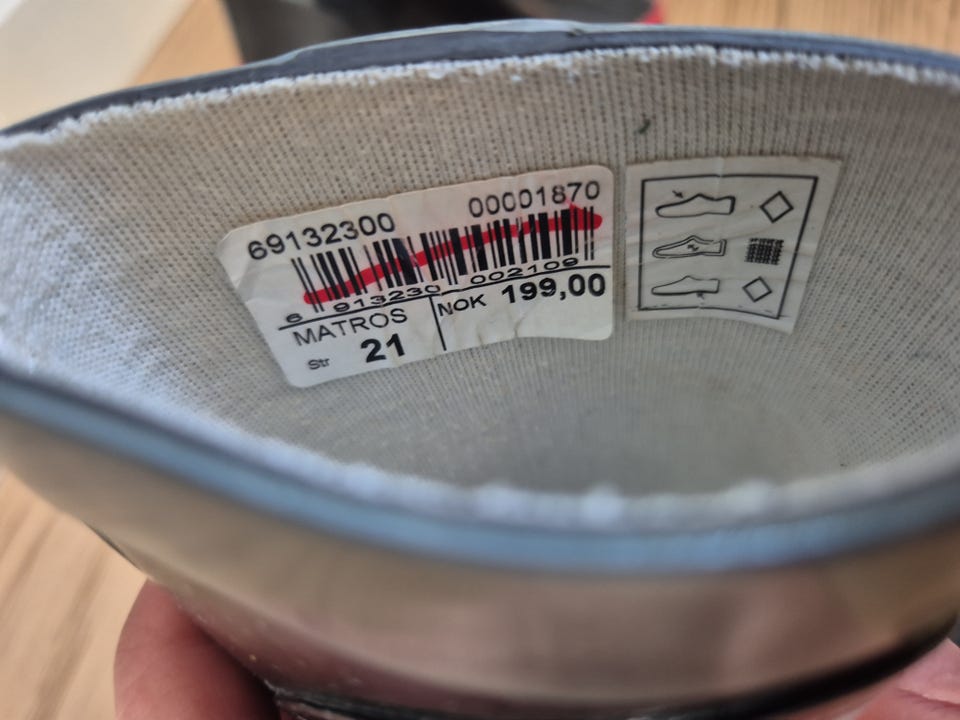 69132300 00001870
6 913230 002109
MATROS NOK 199,00
Str 21